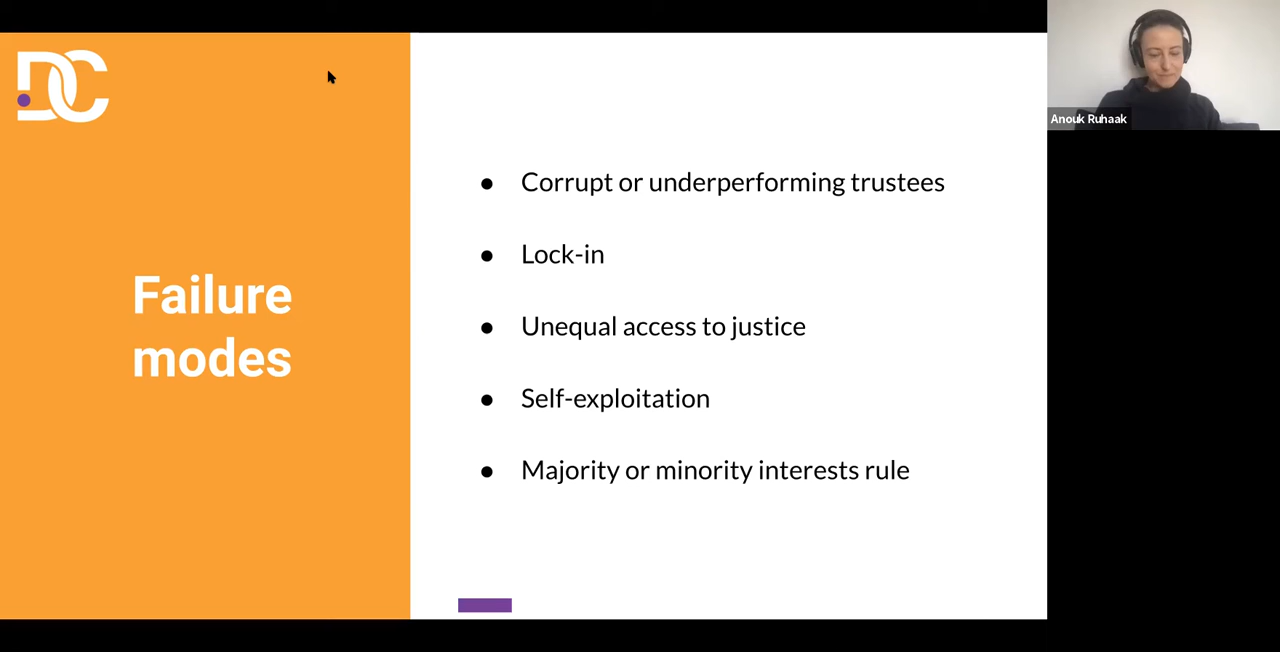 DC
Anouk Ruhaak
Failure
modes
● Corrupt or underperforming trustees
● Lock-in
● Unequal access to justice
● Self-exploitation
● Majority or minority interests rule